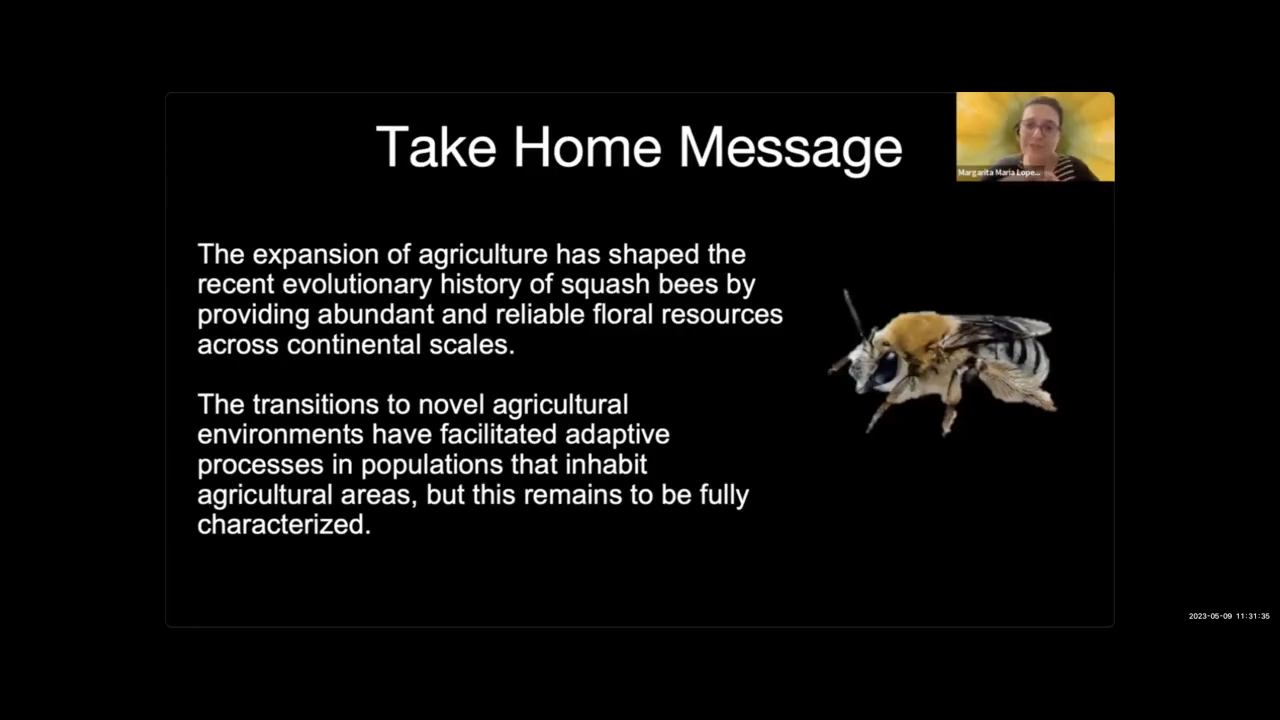 Take Home Message
Margarita Maria Lope...
The expansion of agriculture has shaped the
recent evolutionary history of squash bees by
providing abundant and reliable floral resources
across continental scales.
The transitions to novel agricultural
environments have facilitated adaptive
processes in populations that inhabit
agricultural areas, but this remains to be fully
characterized.
2023-05-09 11:31:35